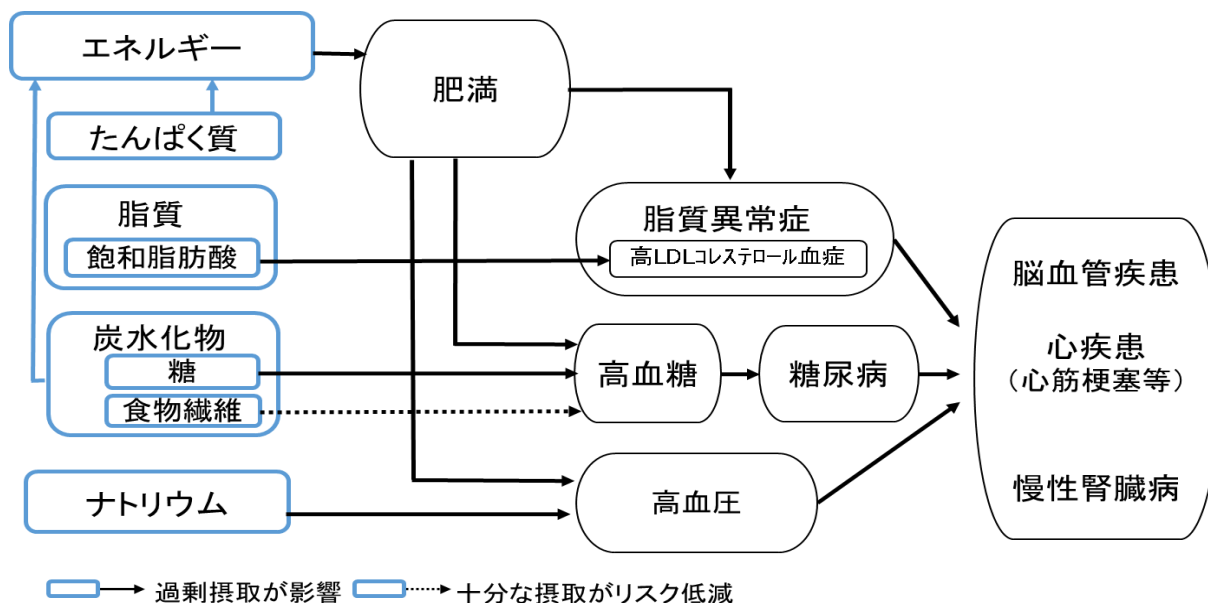 エネルギー
たんぱく質
脂質
飽和脂肪酸
炭水化物
糖
食物繊維
ナトリウム
肥満
脂質異常症
高LDLコレステロール血症
高血糖
糖尿病
高血圧
脳血管疾患
心疾患
（心筋梗塞等）
慢性腎臓病
過剰摂取が影響
十分な摂取がリスク低減